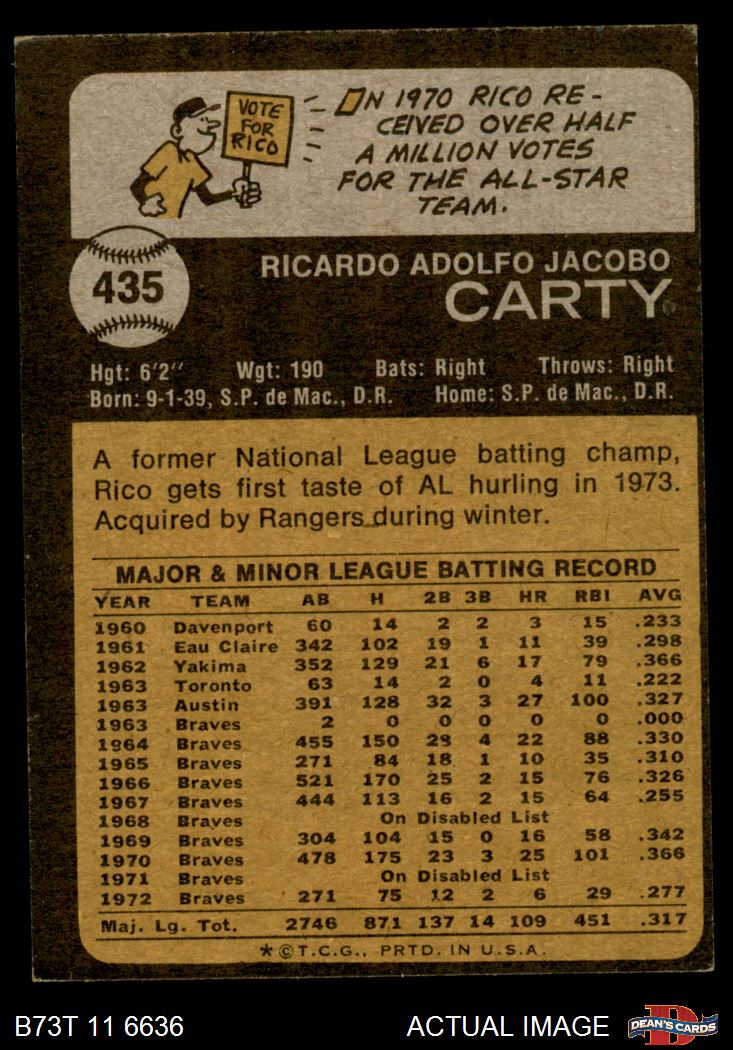 VOTE
FOR
RICO
IN 1970 RICO RE-
CEIVED OVER HALF
A MILLION VOTES
FOR THE ALL-STAR
TEAM.
435
RICARDO ADOLFO JACOBO
CARTY
Hgt: 6'2" Wgt: 190 Bats: Right Throws: Right
Born: 9-1-39, S.P. de Mac., D.R. Home: S.P. de Mac., D.R.
A former National League batting champ,
Rico gets first taste of AL hurling in 1973.
Acquired by Rangers during winter.
MAJOR & MINOR LEAGUE BATTING RECORD
YEAR TEAM AB H 2B 3B HR RBI AVG
1960 Davenport 60 14 2 2 3 15 .233
1961 Eau Claire 342 102 19 1 11 39 .298
1962 Yakima 352 129 21 6 17 79 .366
1963 Toronto 63 14 2 0 4 11 .222
1963 Austin 391 128 32 3 27 100 .327
1963 Braves 2 0 0 0 0 0 .000
1964 Braves 455 150 28 4 22 88 .330
1965 Braves 271 84 18 1 10 35 .310
1966 Braves 521 170 25 2 15 76 .326
1967 Braves 444 113 16 2 15 64 .255
1968 Braves On Disabled List
1969 Braves 304 104 15 0 16 58 .342
1970 Braves 478 175 23 3 25 101 .366
1971 Braves On Disabled List
1972 Braves 271 75 12 2 6 29 .277
Maj. Lg. Tot. 2746 871 137 14 109 451 .317
*©T.C.G., PRTD. IN U.S.A.
B73T 11 6636 ACTUAL IMAGE
D
DEAN'S CARDS